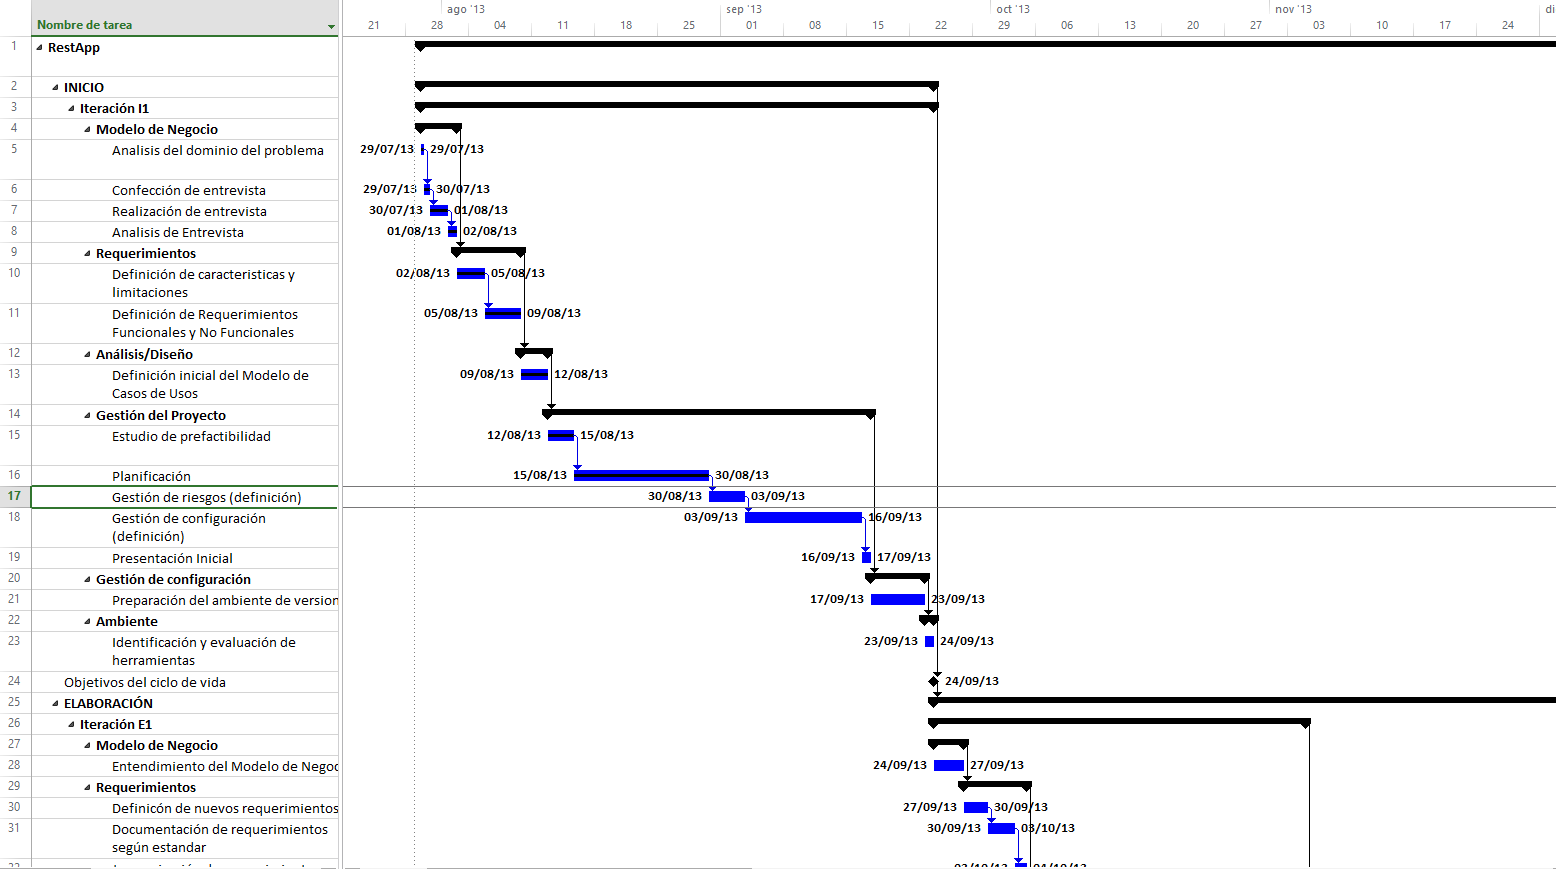 ago '13 sep '13 oct '13 nov '13 di
Nombre de tarea 21 28 04 11 18 25 01 08 15 22 29 06 13 20 27 03 10 17 24
1 RestApp
2 INICIO
3 Iteración I1
4 Modelo de Negocio
5 Analisis del dominio del problema 29/07/13 29/07/13
6 Confección de entrevista 29/07/13 30/07/13
7 Realización de entrevista 30/07/13 01/08/13
8 Analisis de Entrevista 01/08/13 02/08/13
9 Requerimientos
10 Definición de caracteristicas y 02/08/13 05/08/13
limitaciones
11 Definición de Requerimientos 05/08/13 09/08/13
Funcionales y No Funcionales
12 Análisis/Diseño
13 Definición inicial del Modelo de 09/08/13 12/08/13
Casos de Usos
14 Gestión del Proyecto
15 Estudio de prefactibilidad 12/08/13 15/08/13
16 Planificación 15/08/13 30/08/13
17 Gestión de riesgos (definición) 30/08/13 03/09/13
18 Gestión de configuración 03/09/13 16/09/13
(definición)
19 Presentación Inicial 16/09/13 17/09/13
20 Gestión de configuración
21 Preparación del ambiente de version 17/09/13 23/09/13
22 Ambiente
23 Identificación y evaluación de 23/09/13 24/09/13
herramientas
24 Objetivos del ciclo de vida 24/09/13
25 ELABORACIÓN
26 Iteración E1
27 Modelo de Negocio
28 Entendimiento del Modelo de Negoc 24/09/13 27/09/13
29 Requerimientos
30 Definicón de nuevos requerimientos 27/09/13 30/09/13
31 Documentación de requerimientos 30/09/13 03/10/13
según estandar